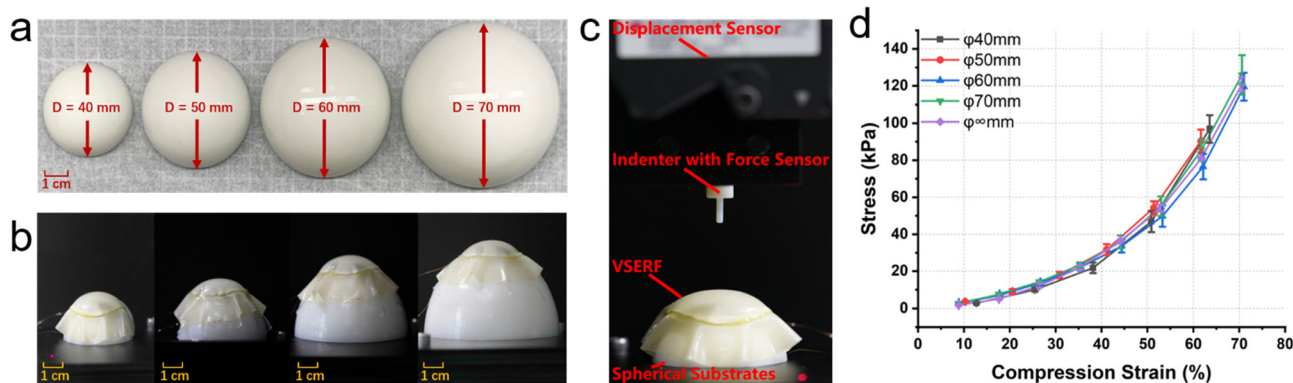 a
D = 40 mm
D = 50 mm
D = 60 mm
D = 70 mm
1 cm
b
1 cm
1 cm
1 cm
1 cm
c
Displacement Sensor
Indenter with Force Sensor
VSERF
Spherical Substrates
d
φ40mm
φ50mm
φ60mm
φ70mm
φ∞mm
Stress (kPa)
140
120
100
80
60
40
20
0
0 10 20 30 40 50 60 70 80
Compression Strain (%)